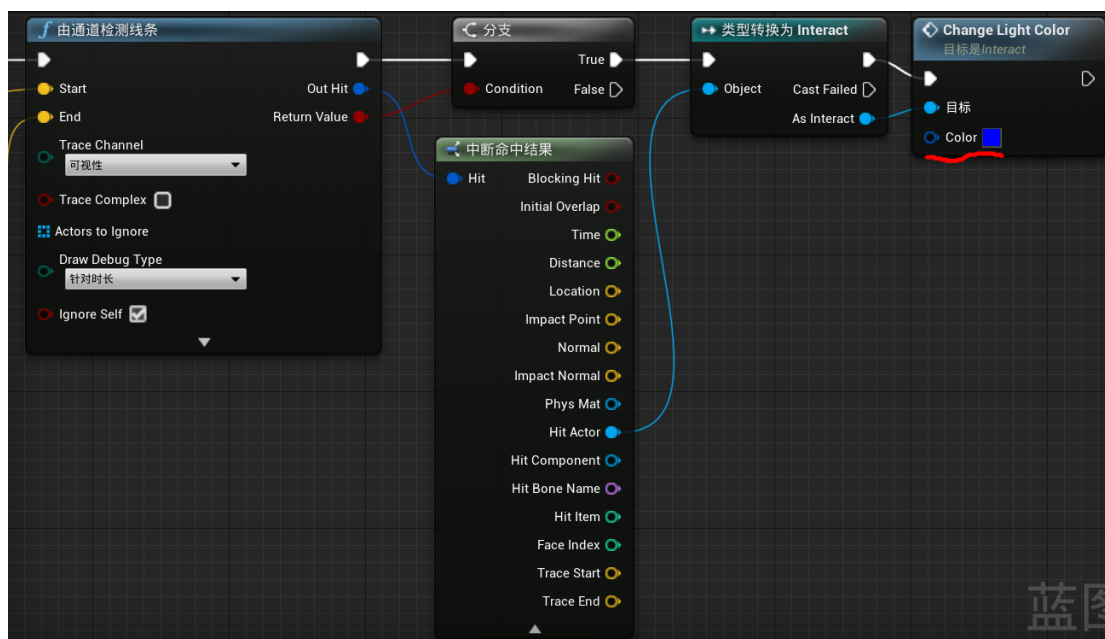 由通道检测线条
Start
Out Hit
End
Return Value
Trace Channel
可视性
Trace Complex
Actors to Ignore
Draw Debug Type
针对时长
Ignore Self
分支
True
Condition
False
中断命中结果
Hit
Blocking Hit
Initial Overlap
Time
Distance
Location
Impact Point
Normal
Impact Normal
Phys Mat
Hit Actor
Hit Component
Hit Bone Name
Hit Item
Face Index
Trace Start
Trace End
类型转换为 Interact
Object
Cast Failed
As Interact
Change Light Color
目标是Interact
目标
Color
蓝图